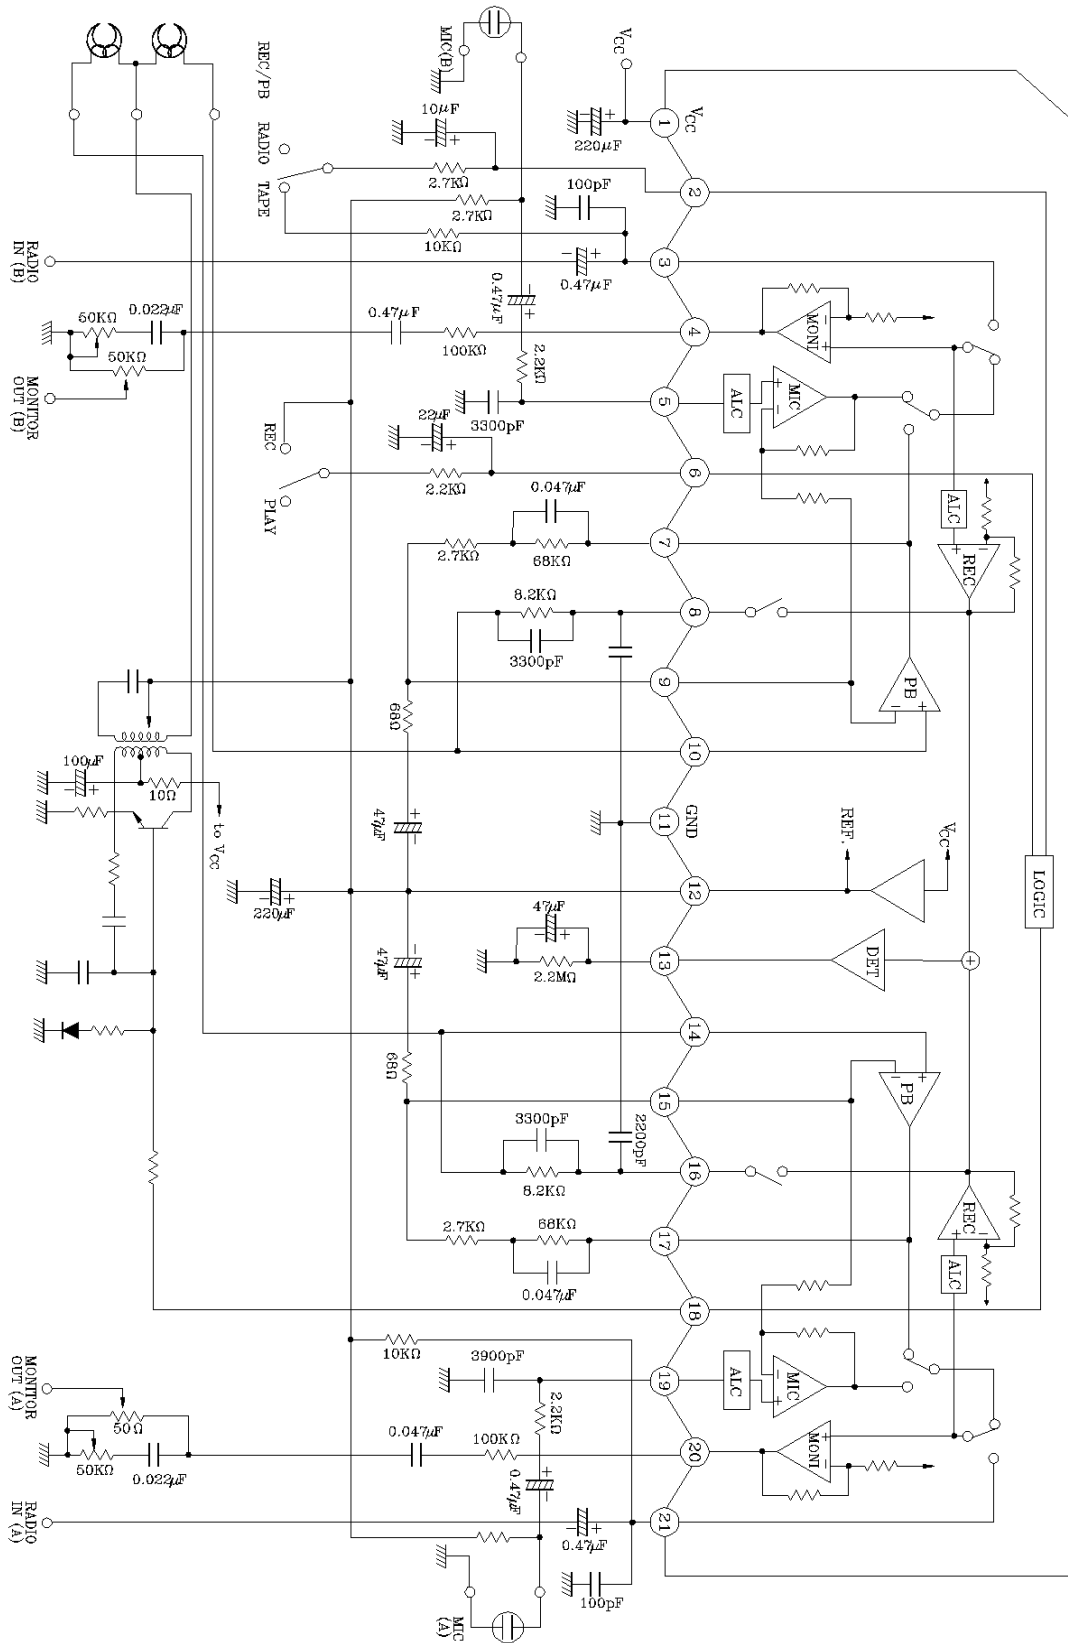 MIC(B)
VCC
REC/PB
RADIO
TAPE
10µF
- +
- +
220µF
1
VCC
2.7KΩ
2
2.7KΩ
100pF
10KΩ
RADIO
IN (B)
- +
0.47µF
3
0.47µF
- +
50KΩ
0.022µF
50KΩ
MONITOR
OUT (B)
0.47µF
100KΩ
4
MONI
- +
2.2KΩ
3300pF
5
ALC
MIC
+ -
REC
PLAY
22µF
- +
2.2KΩ
6
0.047µF
2.7KΩ
68KΩ
7
ALC
REC
+ -
8.2KΩ
3300pF
8
9
PB
- +
68Ω
10
100µF
- +
10Ω
to VCC
47µF
- +
11
GND
REF.
VCC
LOGIC
220µF
- +
12
47µF
- +
47µF
- +
2.2MΩ
13
DET
+
14
68Ω
15
PB
- +
3300pF
8.2KΩ
2200pF
16
REC
+ -
2.7KΩ
68KΩ
0.047µF
17
ALC
18
10KΩ
MONITOR
OUT (A)
3900pF
19
ALC
MIC
- +
50Ω
50KΩ
0.022µF
0.047µF
100KΩ
2.2KΩ
20
MONI
+ -
0.47µF
+ -
RADIO
IN (A)
- +
0.47µF
21
100pF
MIC
(A)